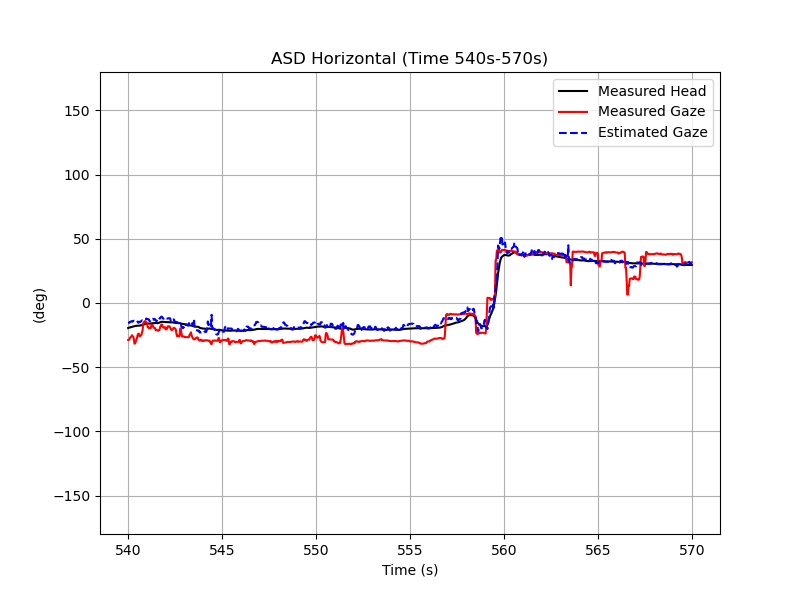 ASD Horizontal (Time 540s-570s)
Measured Head
Measured Gaze
Estimated Gaze
150
100
50
0
−50
−100
−150
(deg)
540 545 550 555 560 565 570
Time (s)